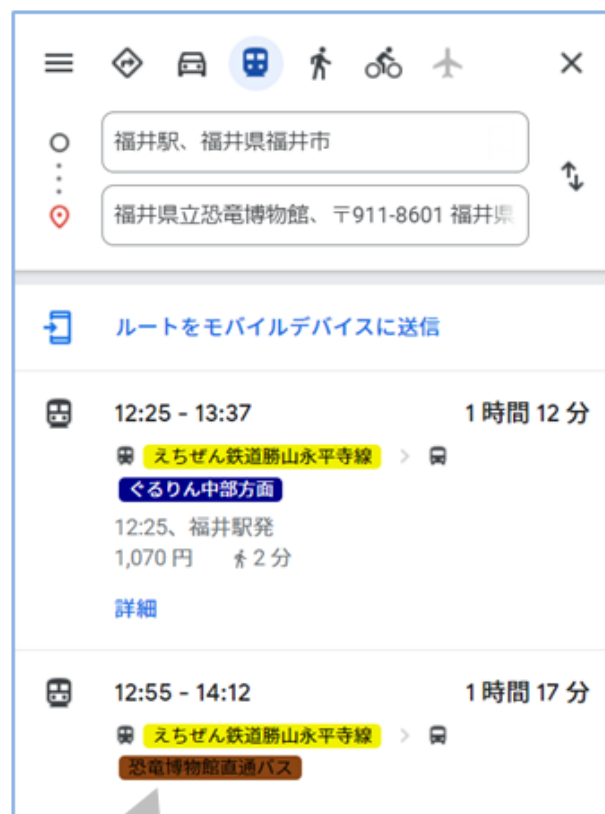 福井駅、福井県福井市
福井県立恐竜博物館、〒911-8601 福井県
ルートをモバイルデバイスに送信
12:25 - 13:37 1 時間 12 分
えちぜん鉄道勝山永平寺線
ぐるりん中部方面
12:25、福井駅発
1,070 円 2 分
詳細
12:55 - 14:12 1 時間 17 分
えちぜん鉄道勝山永平寺線
恐竜博物館直通バス